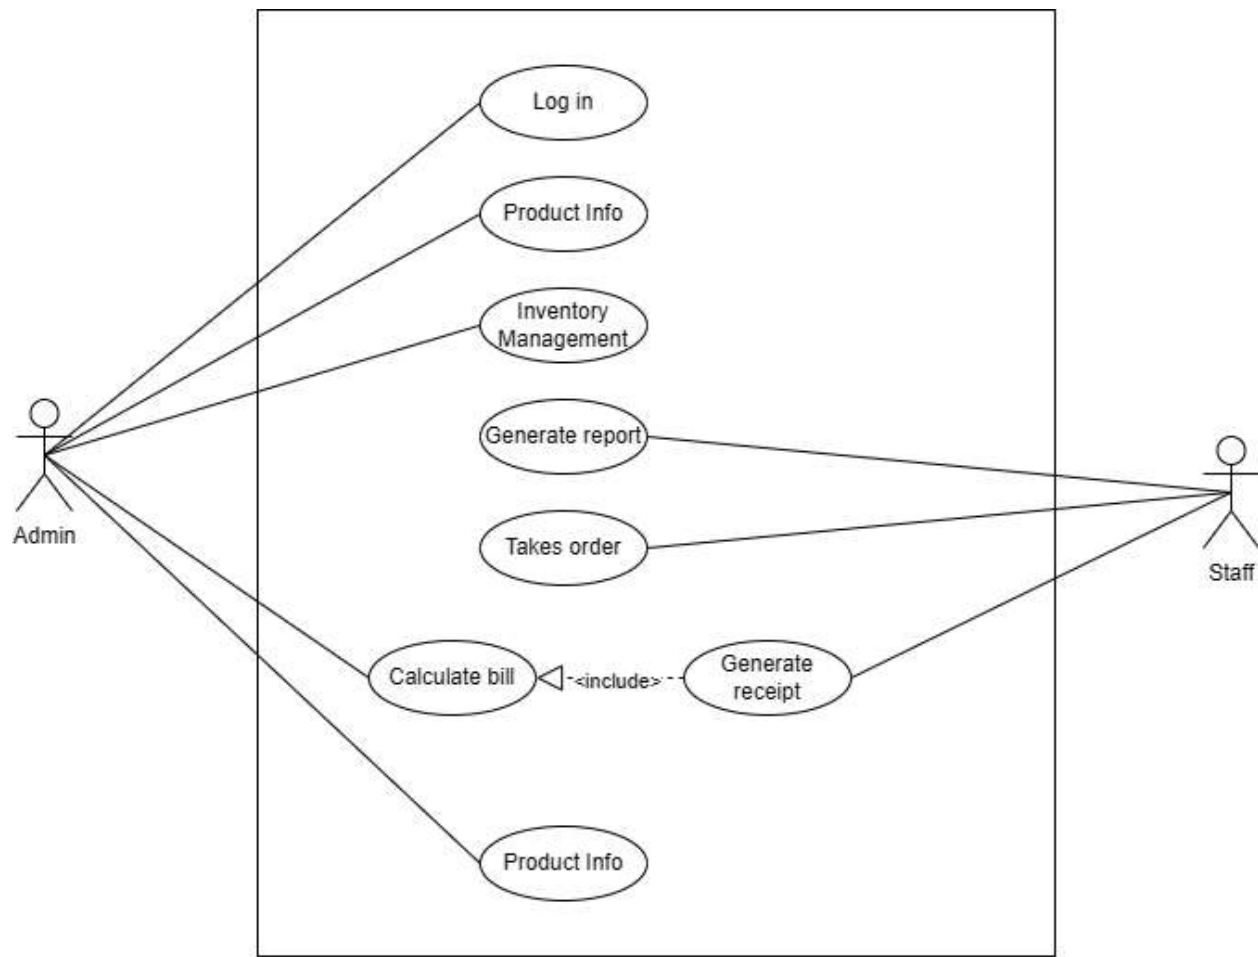 Log in
Product Info
Inventory
Management
Generate report
Admin
Takes order
Staff
Calculate bill
<include>
Generate
receipt
Product Info